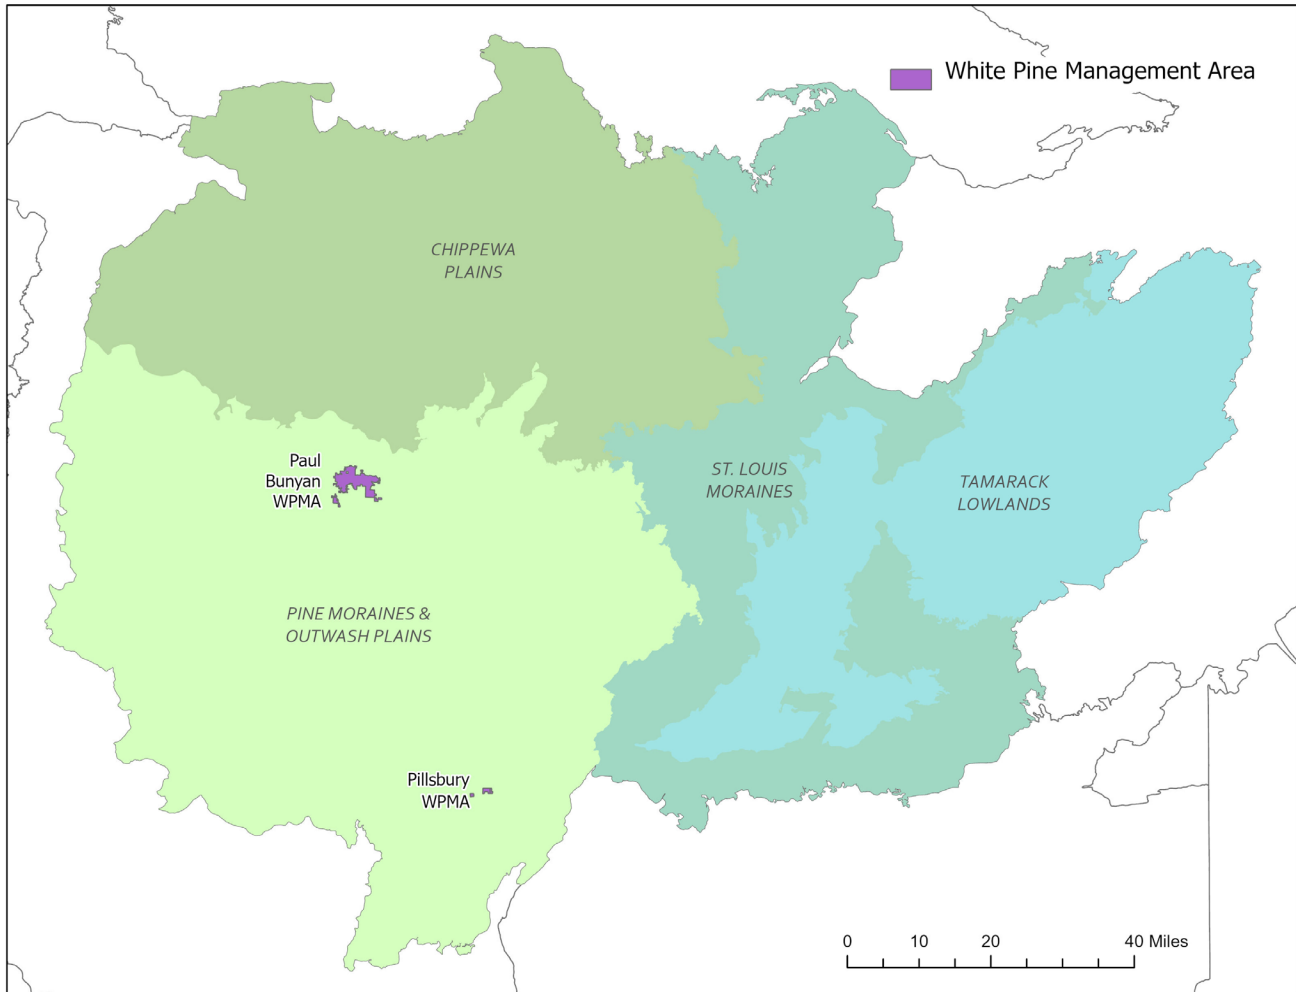 White Pine Management Area
CHIPPEWA
PLAINS
Paul
Bunyan
WPMA
ST. LOUIS
MORAINES
TAMARACK
LOWLANDS
PINE MORAINES &
OUTWASH PLAINS
Pillsbury
WPMA
0 10 20 40 Miles